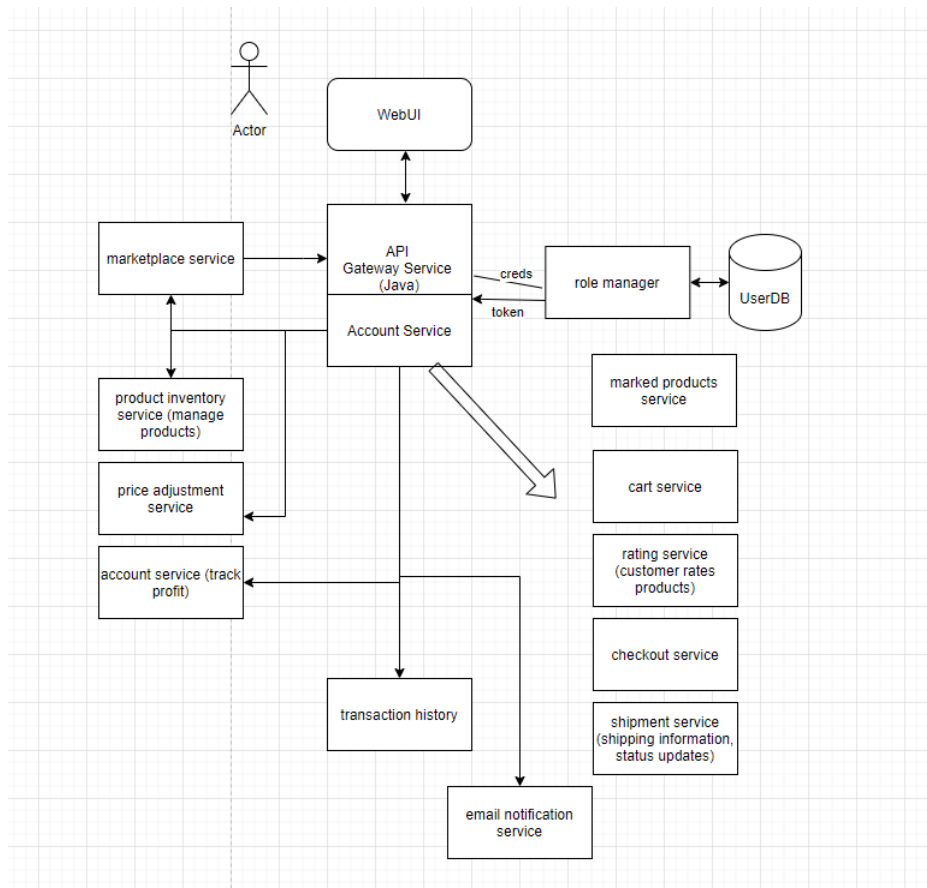 Actor
WebUI
marketplace service
API
Gateway Service
(Java)
creds
token
role manager
UserDB
Account Service
product inventory
service (manage
products)
price adjustment
service
account service (track
profit)
transaction history
email notification
service
marked products
service
cart service
rating service
(customer rates
products)
checkout service
shipment service
(shipping information,
status updates)